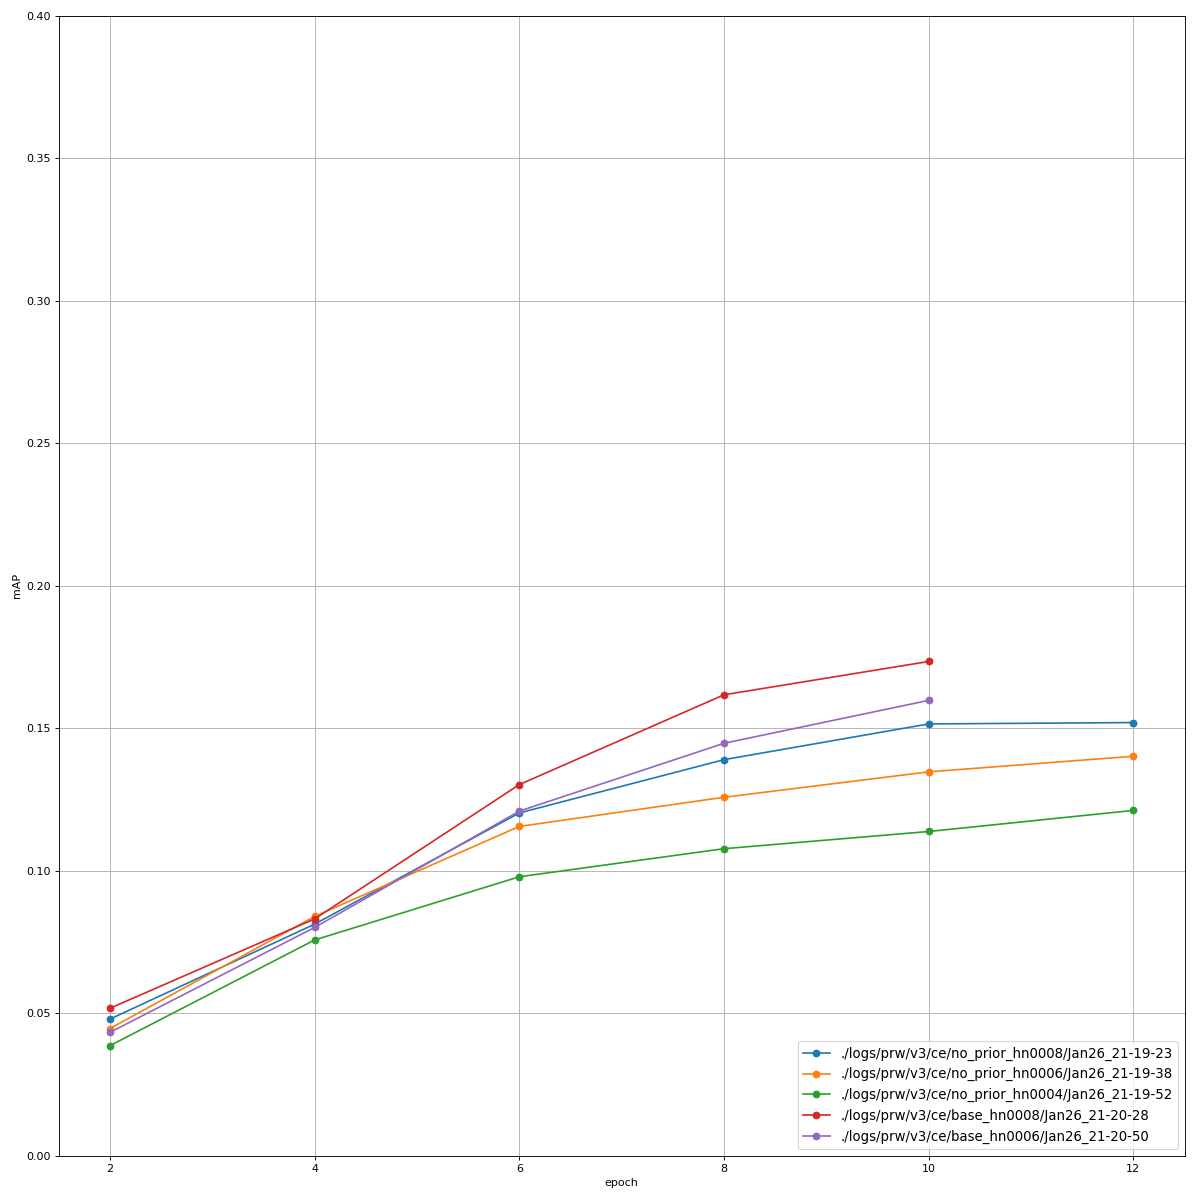 0.40
0.35
0.30
0.25
0.20
0.15
0.10
0.05
0.00
mAP
2 4 6 8 10 12
epoch
./logs/prw/v3/ce/no_prior_hn0008/Jan26_21-19-23
./logs/prw/v3/ce/no_prior_hn0006/Jan26_21-19-38
./logs/prw/v3/ce/no_prior_hn0004/Jan26_21-19-52
./logs/prw/v3/ce/base_hn0008/Jan26_21-20-28
./logs/prw/v3/ce/base_hn0006/Jan26_21-20-50